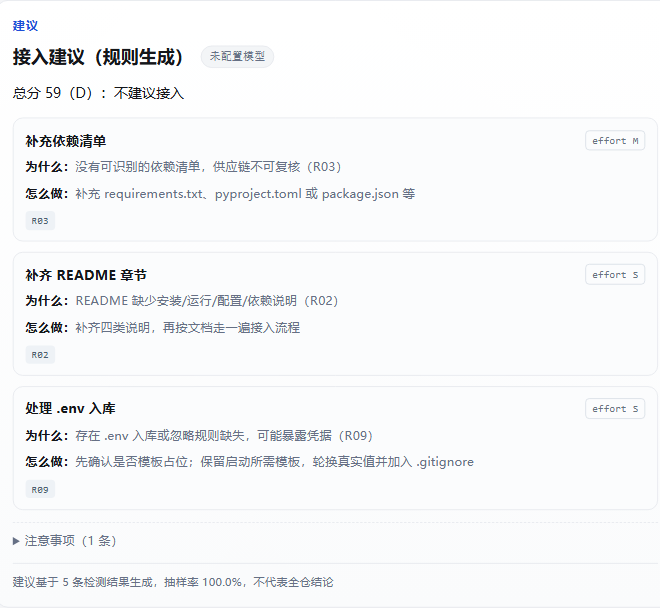 建议
接入建议（规则生成） 未配置模型
总分 59（D）：不建议接入
补充依赖清单 effort M
为什么：没有可识别的依赖清单，供应链不可复核（R03）
怎么做：补充 requirements.txt、pyproject.toml 或 package.json 等
R03
补齐 README 章节 effort S
为什么：README 缺少安装/运行/配置/依赖说明（R02）
怎么做：补齐四类说明，再按文档走一遍接入流程
R02
处理 .env 入库 effort S
为什么：存在 .env 入库或忽略规则缺失，可能暴露凭据（R09）
怎么做：先确认是否模板占位；保留启动所需模板，轮换真实值并加入 .gitignore
R09
▶ 注意事项（1 条）
建议基于 5 条检测结果生成，抽样率 100.0%，不代表全仓结论